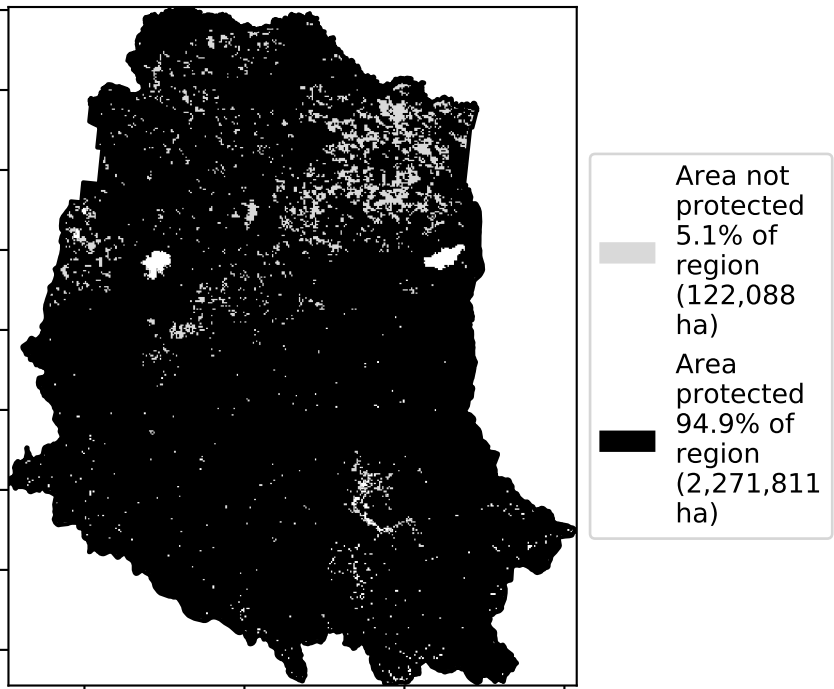 Area not
protected
5.1% of
region
(122,088
ha)
Area
protected
94.9% of
region
(2,271,811
ha)